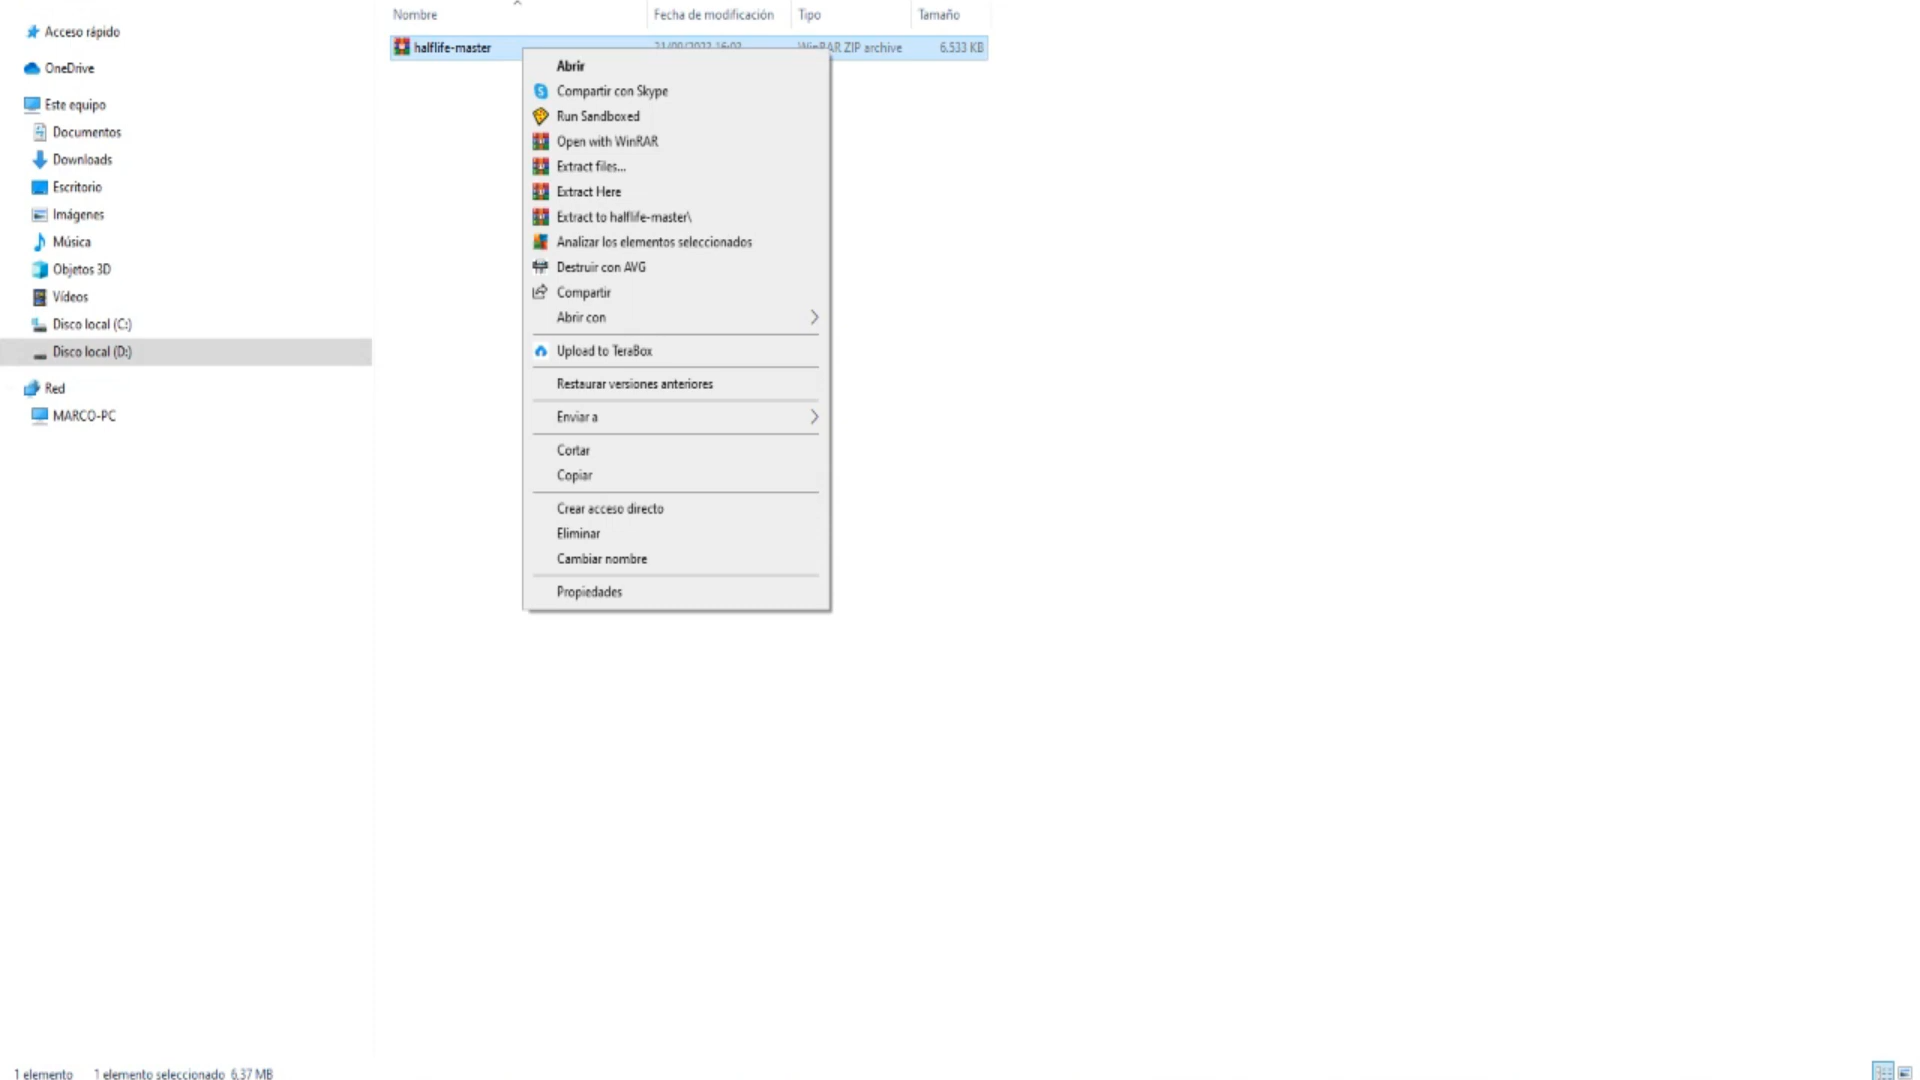 Nombre Fecha de modificación Tipo Tamaño
halflife-master WinRAR ZIP archive 6.533 KB
Acceso rápido
OneDrive
Este equipo
Documentos
Downloads
Escritorio
Imágenes
Música
Objetos 3D
Vídeos
Disco local (C:)
Disco local (D:)
Red
MARCO-PC
Abrir
Compartir con Skype
Run Sandboxed
Open with WinRAR
Extract files...
Extract Here
Extract to halflife-master\
Analizar los elementos seleccionados
Destruir con AVG
Compartir
Abrir con
Upload to TeraBox
Restaurar versiones anteriores
Enviar a
Cortar
Copiar
Crear acceso directo
Eliminar
Cambiar nombre
Propiedades
1 elemento 1 elemento seleccionado 6,37 MB